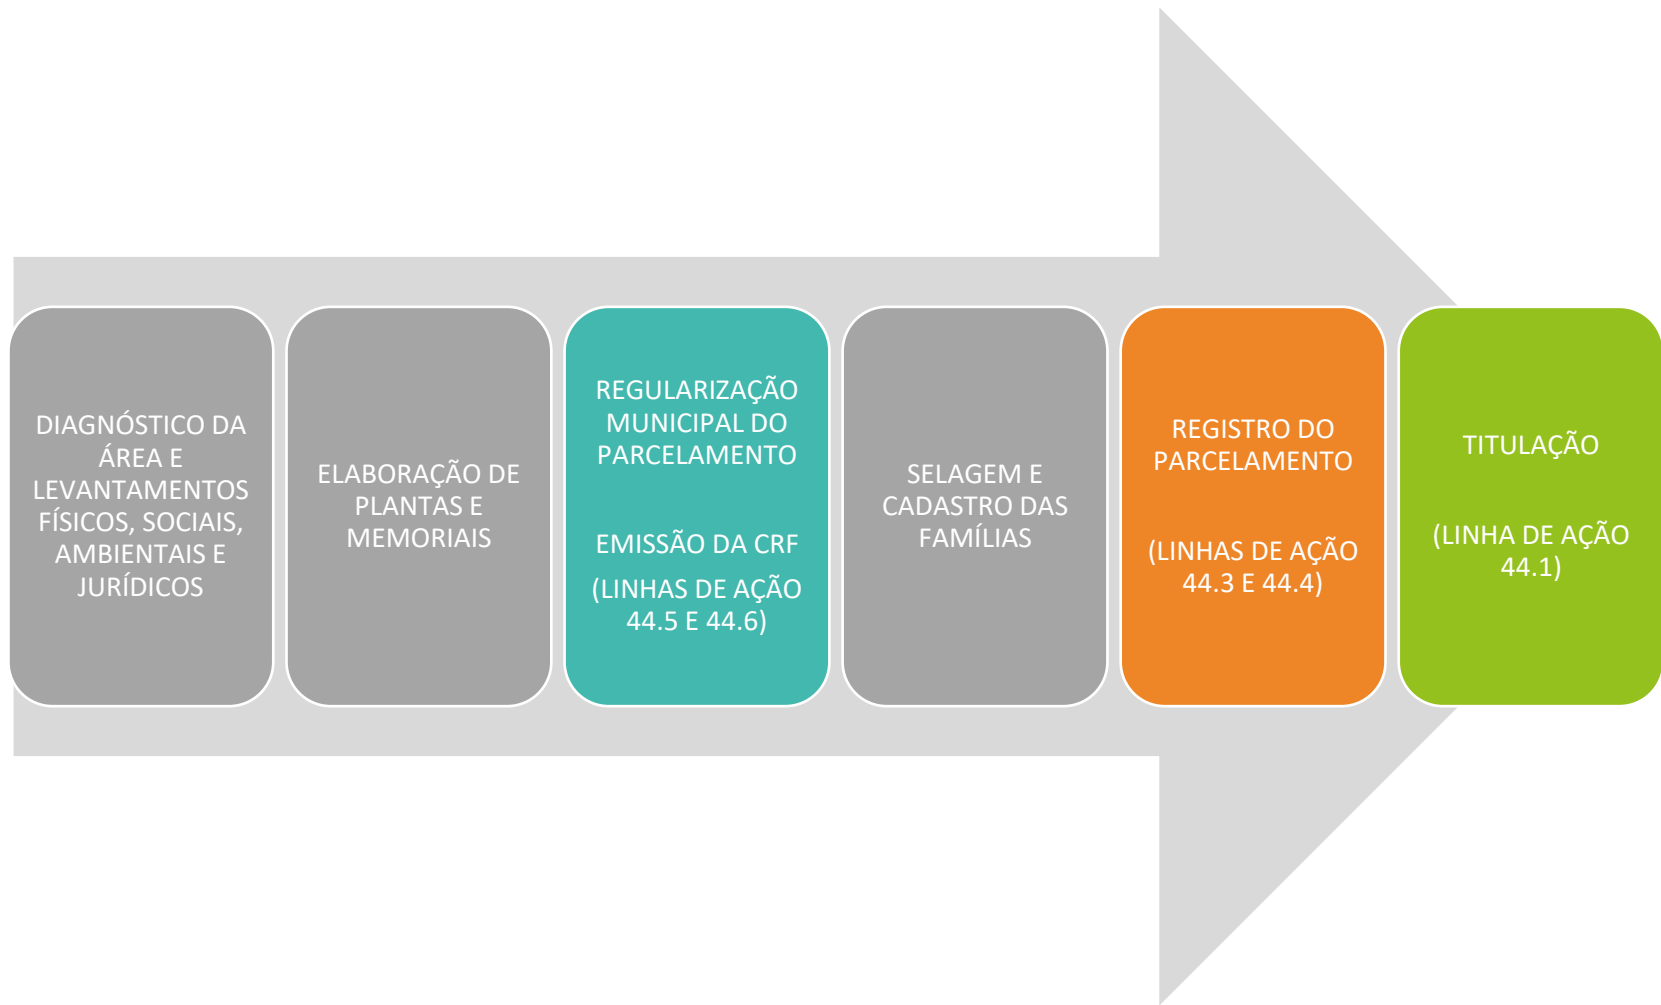 DIAGNÓSTICO DA
ÁREA E
LEVANTAMENTOS
FÍSICOS, SOCIAIS,
AMBIENTAIS E
JURÍDICOS
ELABORAÇÃO DE
PLANTAS E
MEMORIAIS
REGULARIZAÇÃO
MUNICIPAL DO
PARCELAMENTO
EMISSÃO DA CRF
(LINHAS DE AÇÃO
44.5 E 44.6)
SELAGEM E
CADASTRO DAS
FAMÍLIAS
REGISTRO DO
PARCELAMENTO
(LINHAS DE AÇÃO
44.3 E 44.4)
TITULAÇÃO
(LINHA DE AÇÃO
44.1)